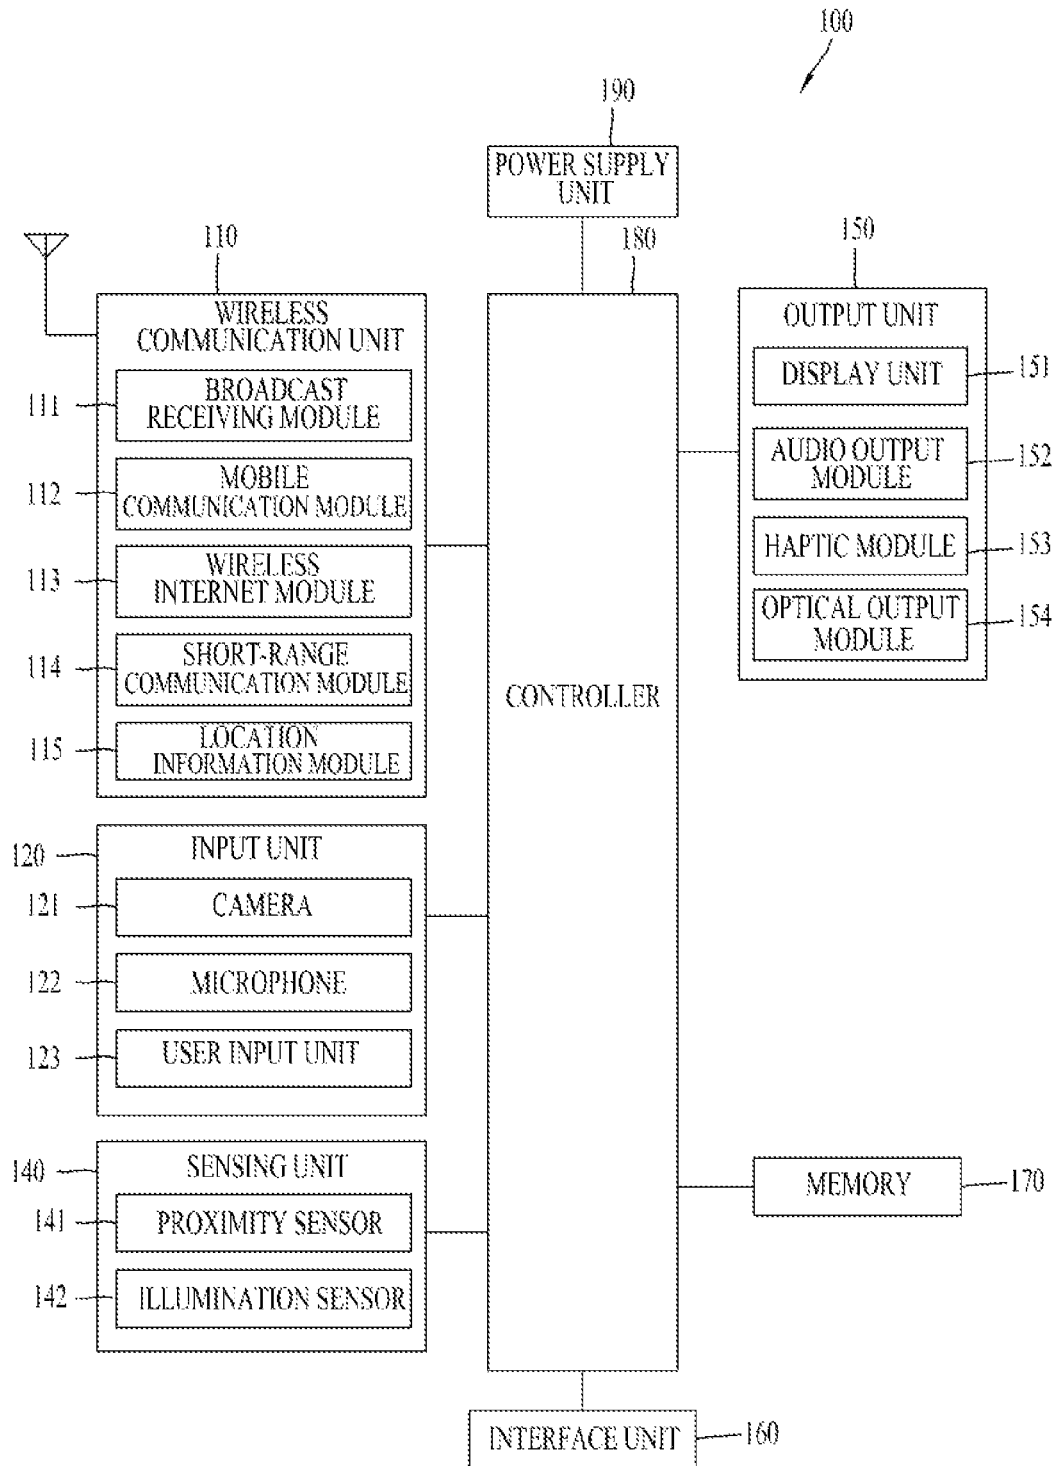 100
190
POWER SUPPLY
UNIT
110
180
150
WIRELESS
COMMUNICATION UNIT
111
BROADCAST
RECEIVING MODULE
112
MOBILE
COMMUNICATION MODULE
113
WIRELESS
INTERNET MODULE
114
SHORT-RANGE
COMMUNICATION MODULE
115
LOCATION
INFORMATION MODULE
120
INPUT UNIT
121
CAMERA
122
MICROPHONE
123
USER INPUT UNIT
140
SENSING UNIT
141
PROXIMITY SENSOR
142
ILLUMINATION SENSOR
CONTROLLER
OUTPUT UNIT
DISPLAY UNIT
151
AUDIO OUTPUT
MODULE
152
HAPTIC MODULE
153
OPTICAL OUTPUT
MODULE
154
MEMORY
170
INTERFACE UNIT
160